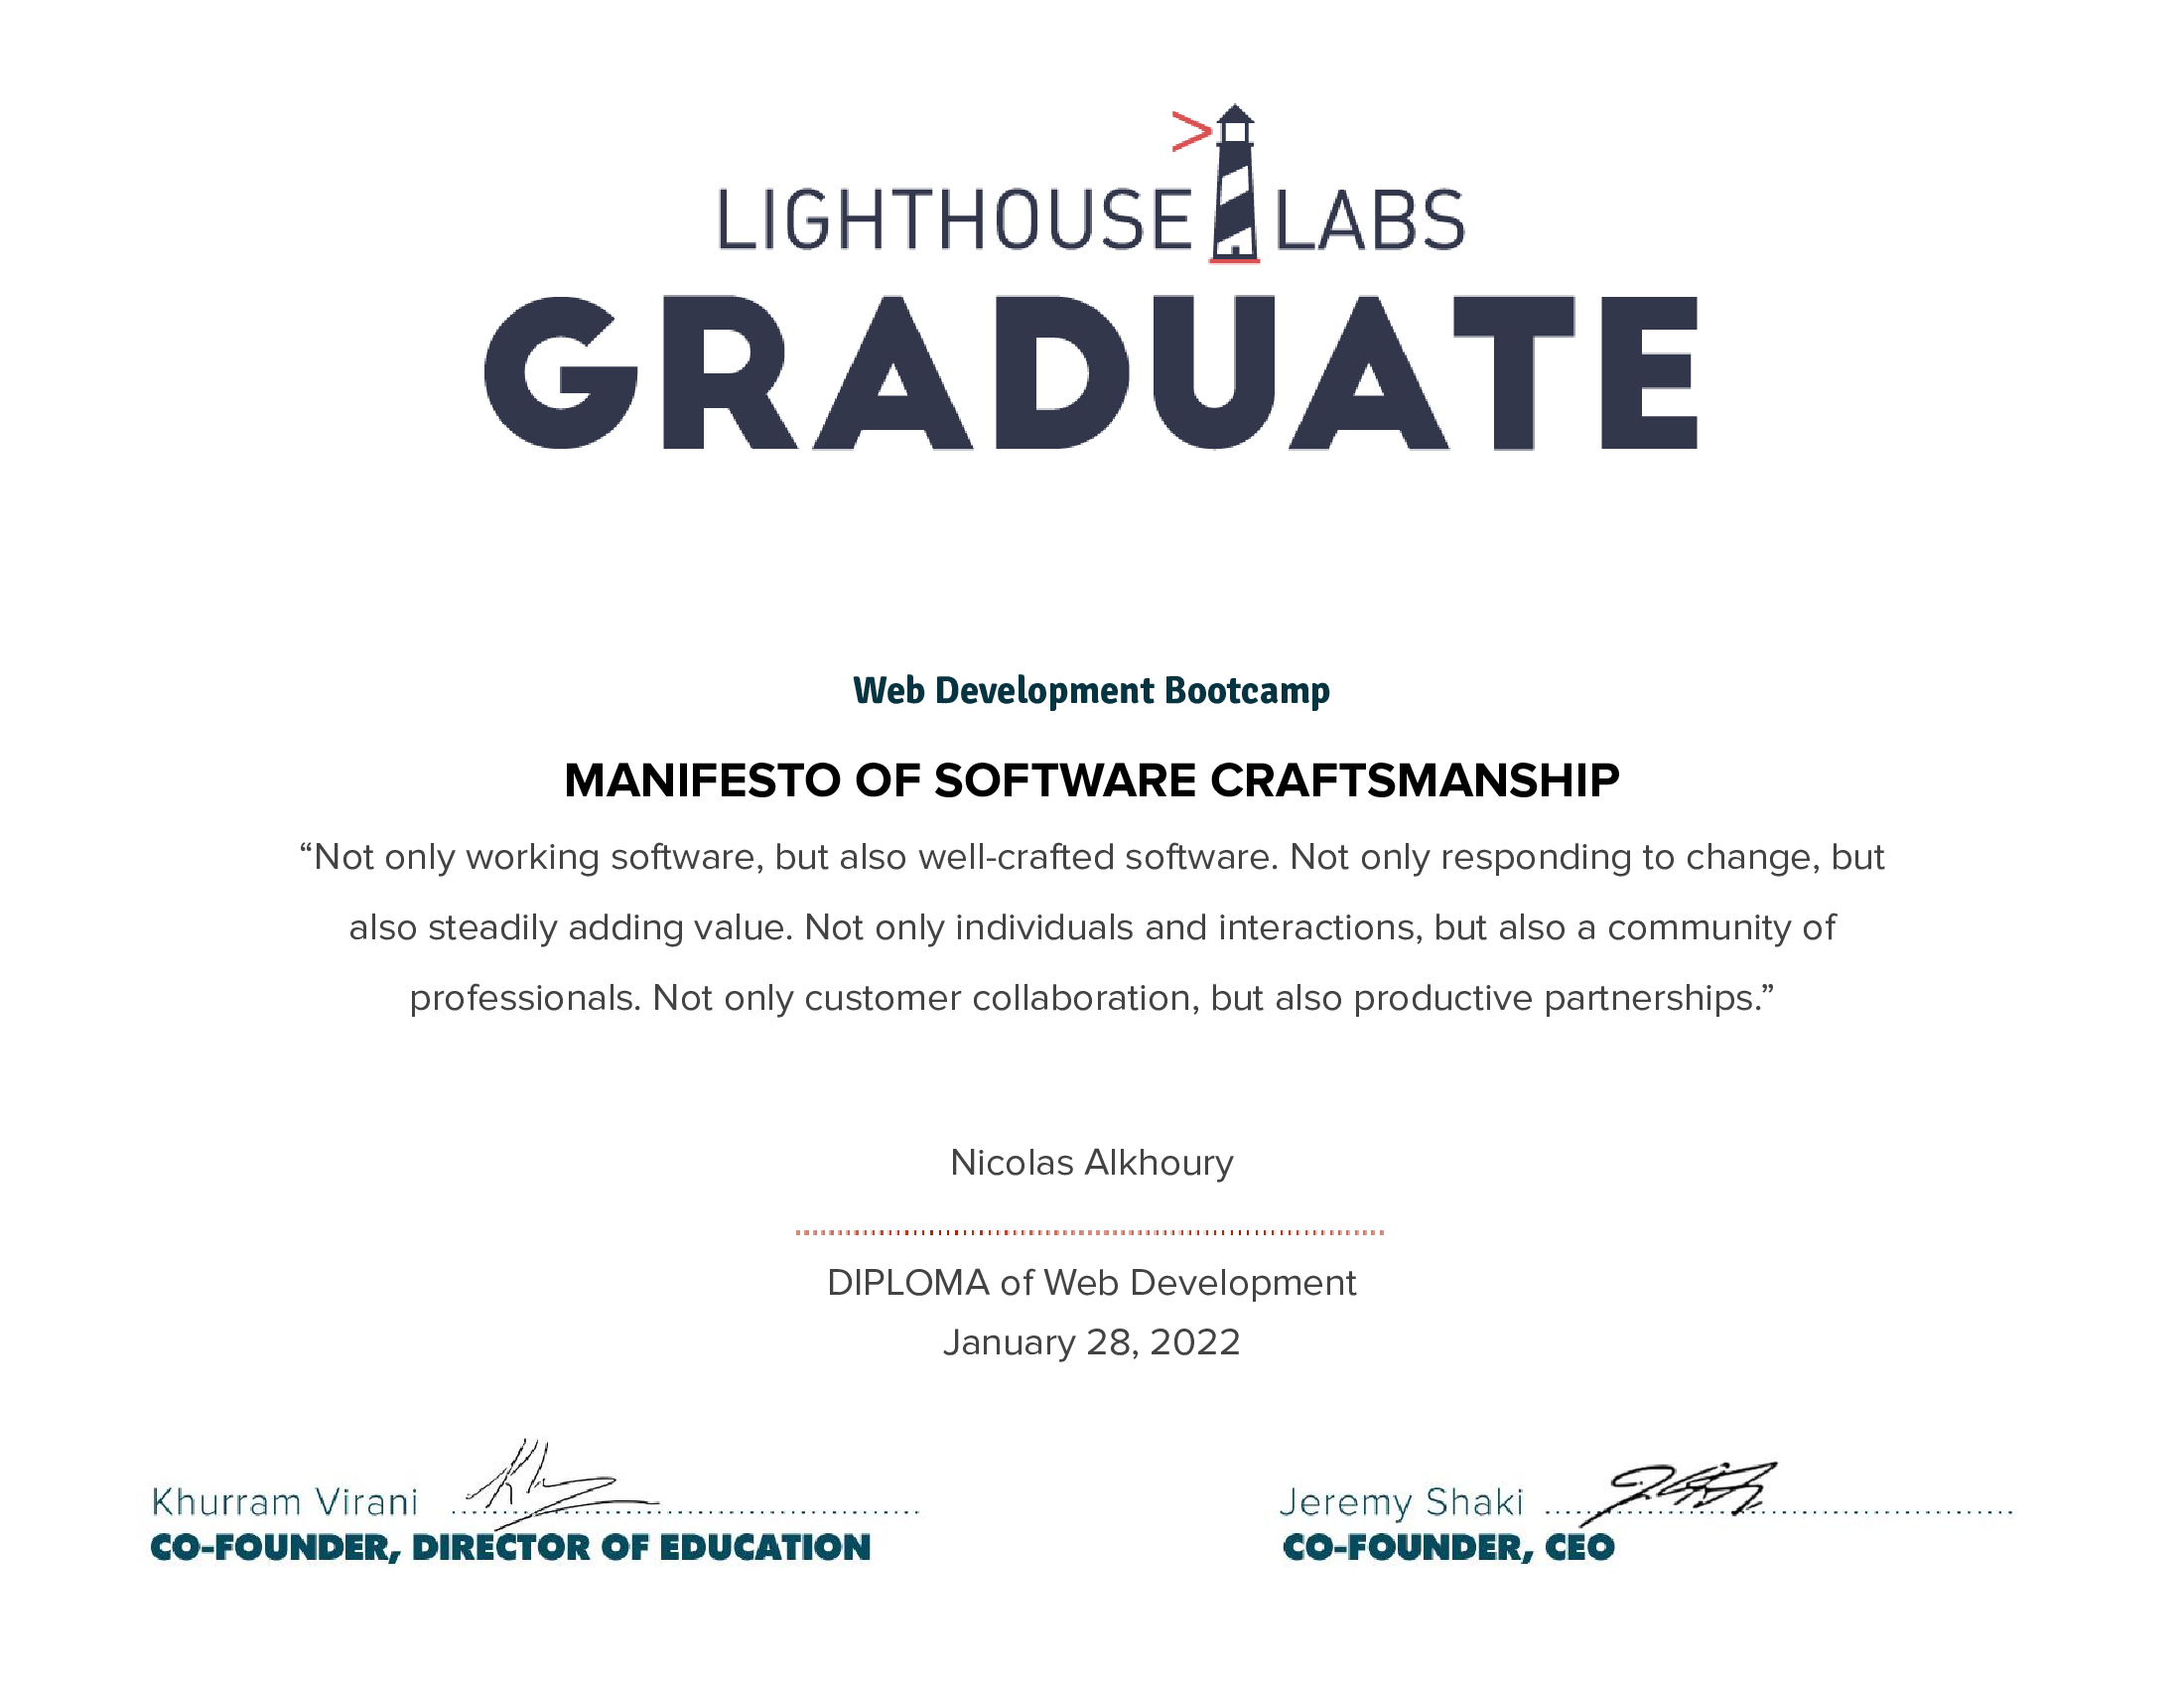 LIGHTHOUSE LABS
GRADUATE
Web Development Bootcamp
MANIFESTO OF SOFTWARE CRAFTSMANSHIP
“Not only working software, but also well-crafted software. Not only responding to change, but
also steadily adding value. Not only individuals and interactions, but also a community of
professionals. Not only customer collaboration, but also productive partnerships.”
Nicolas Alkhoury
DIPLOMA of Web Development
January 28, 2022
Khurram Virani
CO-FOUNDER, DIRECTOR OF EDUCATION
Jeremy Shaki
CO-FOUNDER, CEO